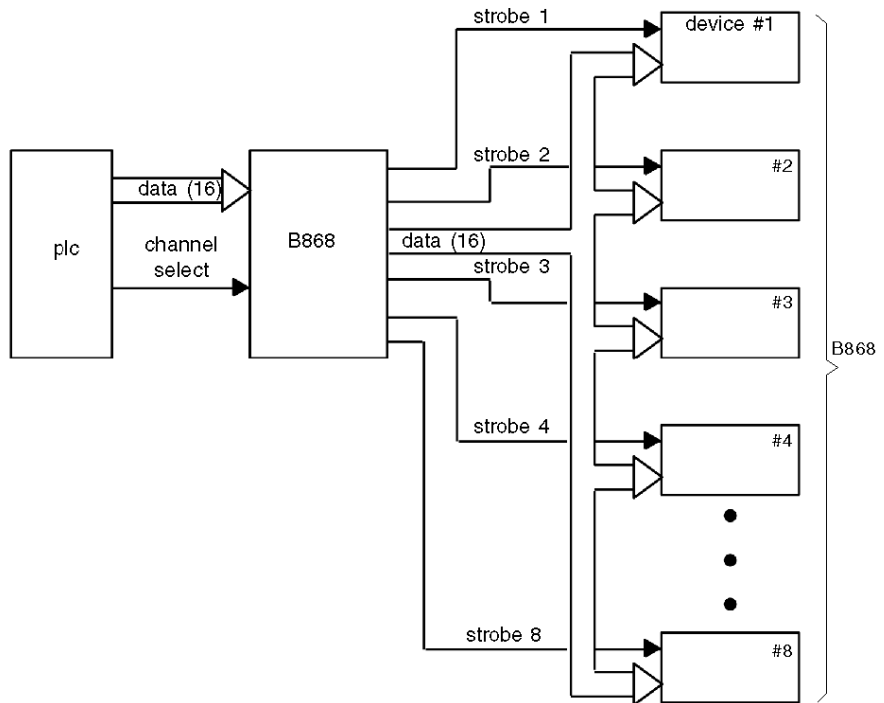 strobe 1
device #1
strobe 2
#2
data (16)
plc
channel
select
B868
data (16)
strobe 3
#3
B868
strobe 4
#4
strobe 8
#8